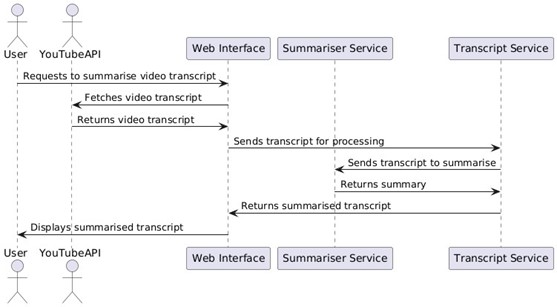 User YouTubeAPI Web Interface Summariser Service Transcript Service
Requests to summarise video transcript
Fetches video transcript
Returns video transcript
Sends transcript for processing
Sends transcript to summarise
Returns summary
Returns summarised transcript
Displays summarised transcript
User YouTubeAPI Web Interface Summariser Service Transcript Service